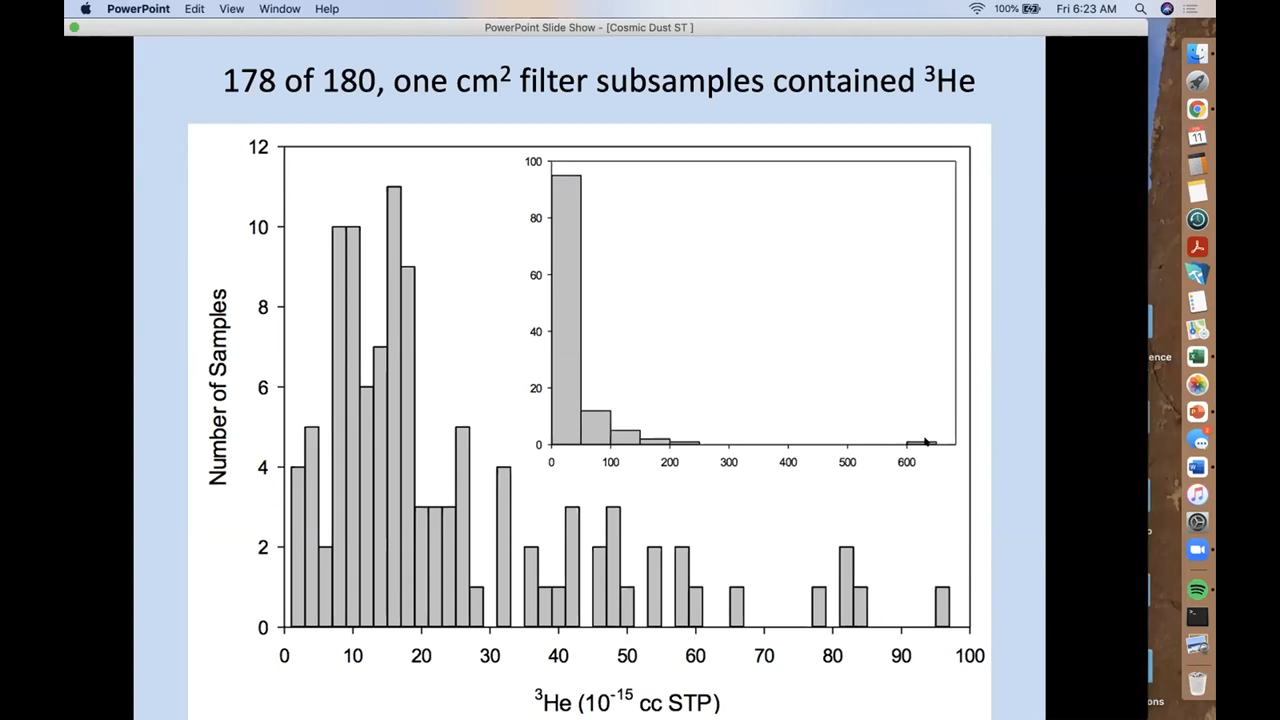 PowerPoint Edit View Window Help 100% Fri 6:23 AM
PowerPoint Slide Show - [Cosmic Dust ST ]
178 of 180, one cm² filter subsamples contained ³He
12
10
8
6
4
2
0
Number of Samples
100
80
60
40
20
0
0 100 200 300 400 500 600
0 10 20 30 40 50 60 70 80 90 100
³He (10⁻¹⁵ cc STP)
11
ence
ons